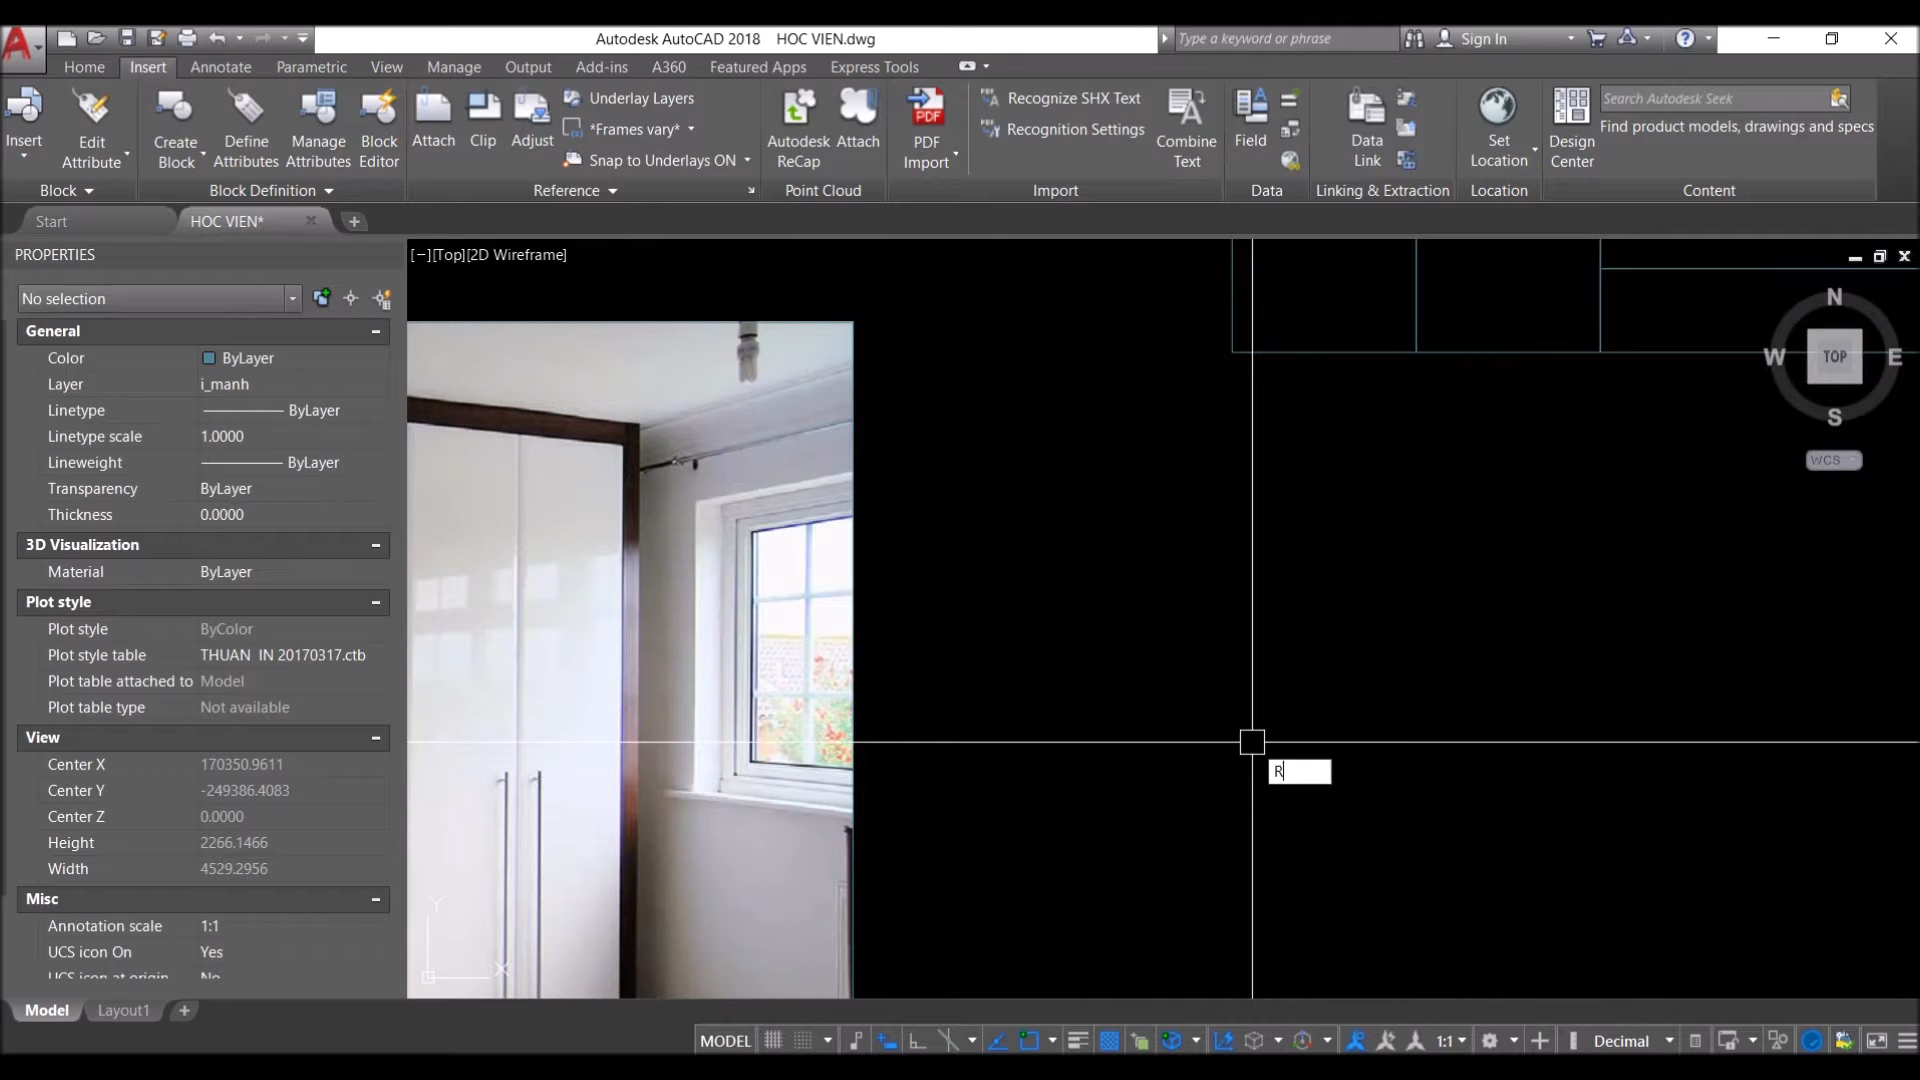 Autodesk AutoCAD 2018 HOC VIEN.dwg
Type a keyword or phrase
Sign In
Home Insert Annotate Parametric View Manage Output Add-ins A360 Featured Apps Express Tools
Insert
Edit Attribute
Create Block
Define Attributes
Manage Attributes
Block Editor
Attach
Clip
Adjust
Underlay Layers
*Frames vary*
Snap to Underlays ON
Autodesk ReCap
Attach
PDF Import
Recognize SHX Text
Recognition Settings
Combine Text
Field
Data Link
Set Location
Design Center
Search Autodesk Seek
Find product models, drawings and specs
Block
Block Definition
Reference
Point Cloud
Import
Data
Linking & Extraction
Location
Content
Start
HOC VIEN*
PROPERTIES
[−][Top][2D Wireframe]
No selection
General
Color ByLayer
Layer i_manh
Linetype ByLayer
Linetype scale 1.0000
Lineweight ByLayer
Transparency ByLayer
Thickness 0.0000
3D Visualization
Material ByLayer
Plot style
Plot style ByColor
Plot style table THUAN IN 20170317.ctb
Plot table attached to Model
Plot table type Not available
View
Center X 170350.9611
Center Y -249386.4083
Center Z 0.0000
Height 2266.1466
Width 4529.2956
Misc
Annotation scale 1:1
UCS icon On Yes
UCS icon at origin No
N
W TOP E
S
WCS
R
Y
X
Model Layout1
MODEL
1:1
Decimal